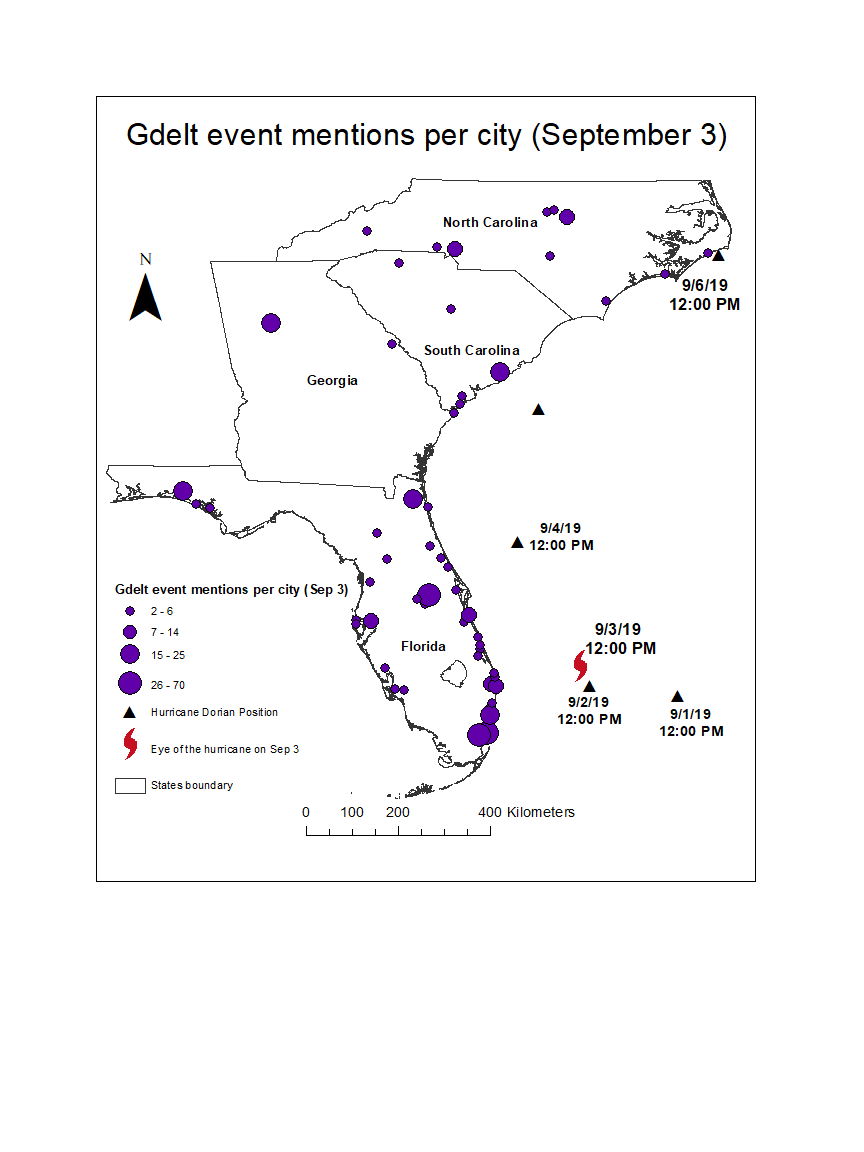 Gdelt event mentions per city (September 3)
North Carolina
N
9/6/19
12:00 PM
South Carolina
Georgia
9/4/19
12:00 PM
Gdelt event mentions per city (Sep 3)
2 - 6
7 - 14
15 - 25
26 - 70
Hurricane Dorian Position
Eye of the hurricane on Sep 3
States boundary
Florida
9/3/19
12:00 PM
9/2/19
12:00 PM
9/1/19
12:00 PM
0 100 200 400 Kilometers